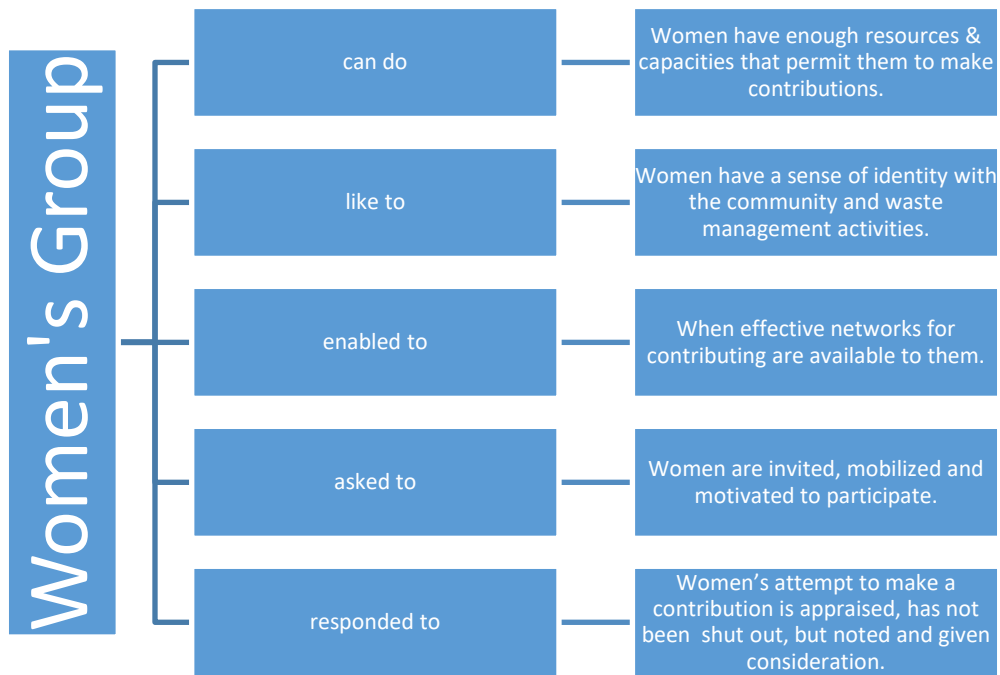 Women's Group
can do
Women have enough resources &
capacities that permit them to make
contributions.
like to
Women have a sense of identity with
the community and waste
management activities.
enabled to
When effective networks for
contributing are available to them.
asked to
Women are invited, mobilized and
motivated to participate.
responded to
Women’s attempt to make a
contribution is appraised, has not
been  shut out, but noted and given
consideration.